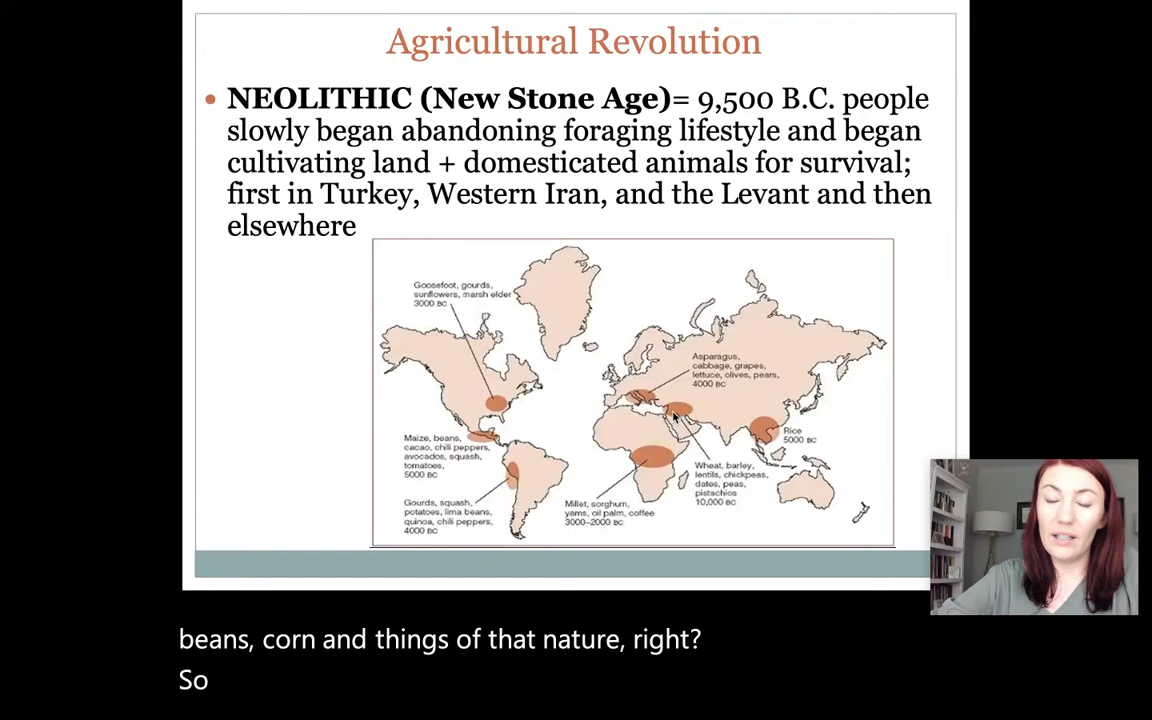 Agricultural Revolution
• NEOLITHIC (New Stone Age)= 9,500 B.C. people
slowly began abandoning foraging lifestyle and began
cultivating land + domesticated animals for survival;
first in Turkey, Western Iran, and the Levant and then
elsewhere
Goosefoot, gourds,
sunflowers, marsh elder
3000 BC
Asparagus,
cabbage, grapes,
lettuce, olives, pears,
4000 BC
Rice
5000 BC
Maize, beans,
cacao, chili peppers,
avocados, squash,
tomatoes,
5000 BC
Wheat, barley,
lentils, chickpeas,
dates, peas,
pistachios
10,000 BC
Gourds, squash,
potatoes, lima beans,
quinoa, chili peppers,
4000 BC
Millet, sorghum,
yams, oil palm, coffee
3000–2000 BC
beans, corn and things of that nature, right?
So